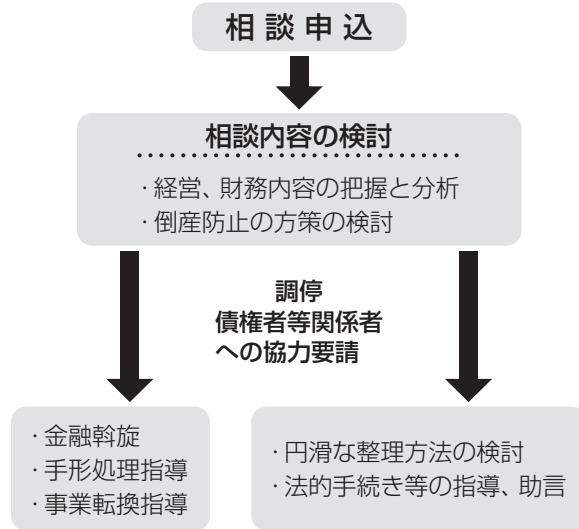 相談申込
相談内容の検討
・経営、財務内容の把握と分析
・倒産防止の方策の検討
調停
債権者等関係者
への協力要請
・金融斡旋
・手形処理指導
・事業転換指導
・円滑な整理方法の検討
・法的手続き等の指導、助言